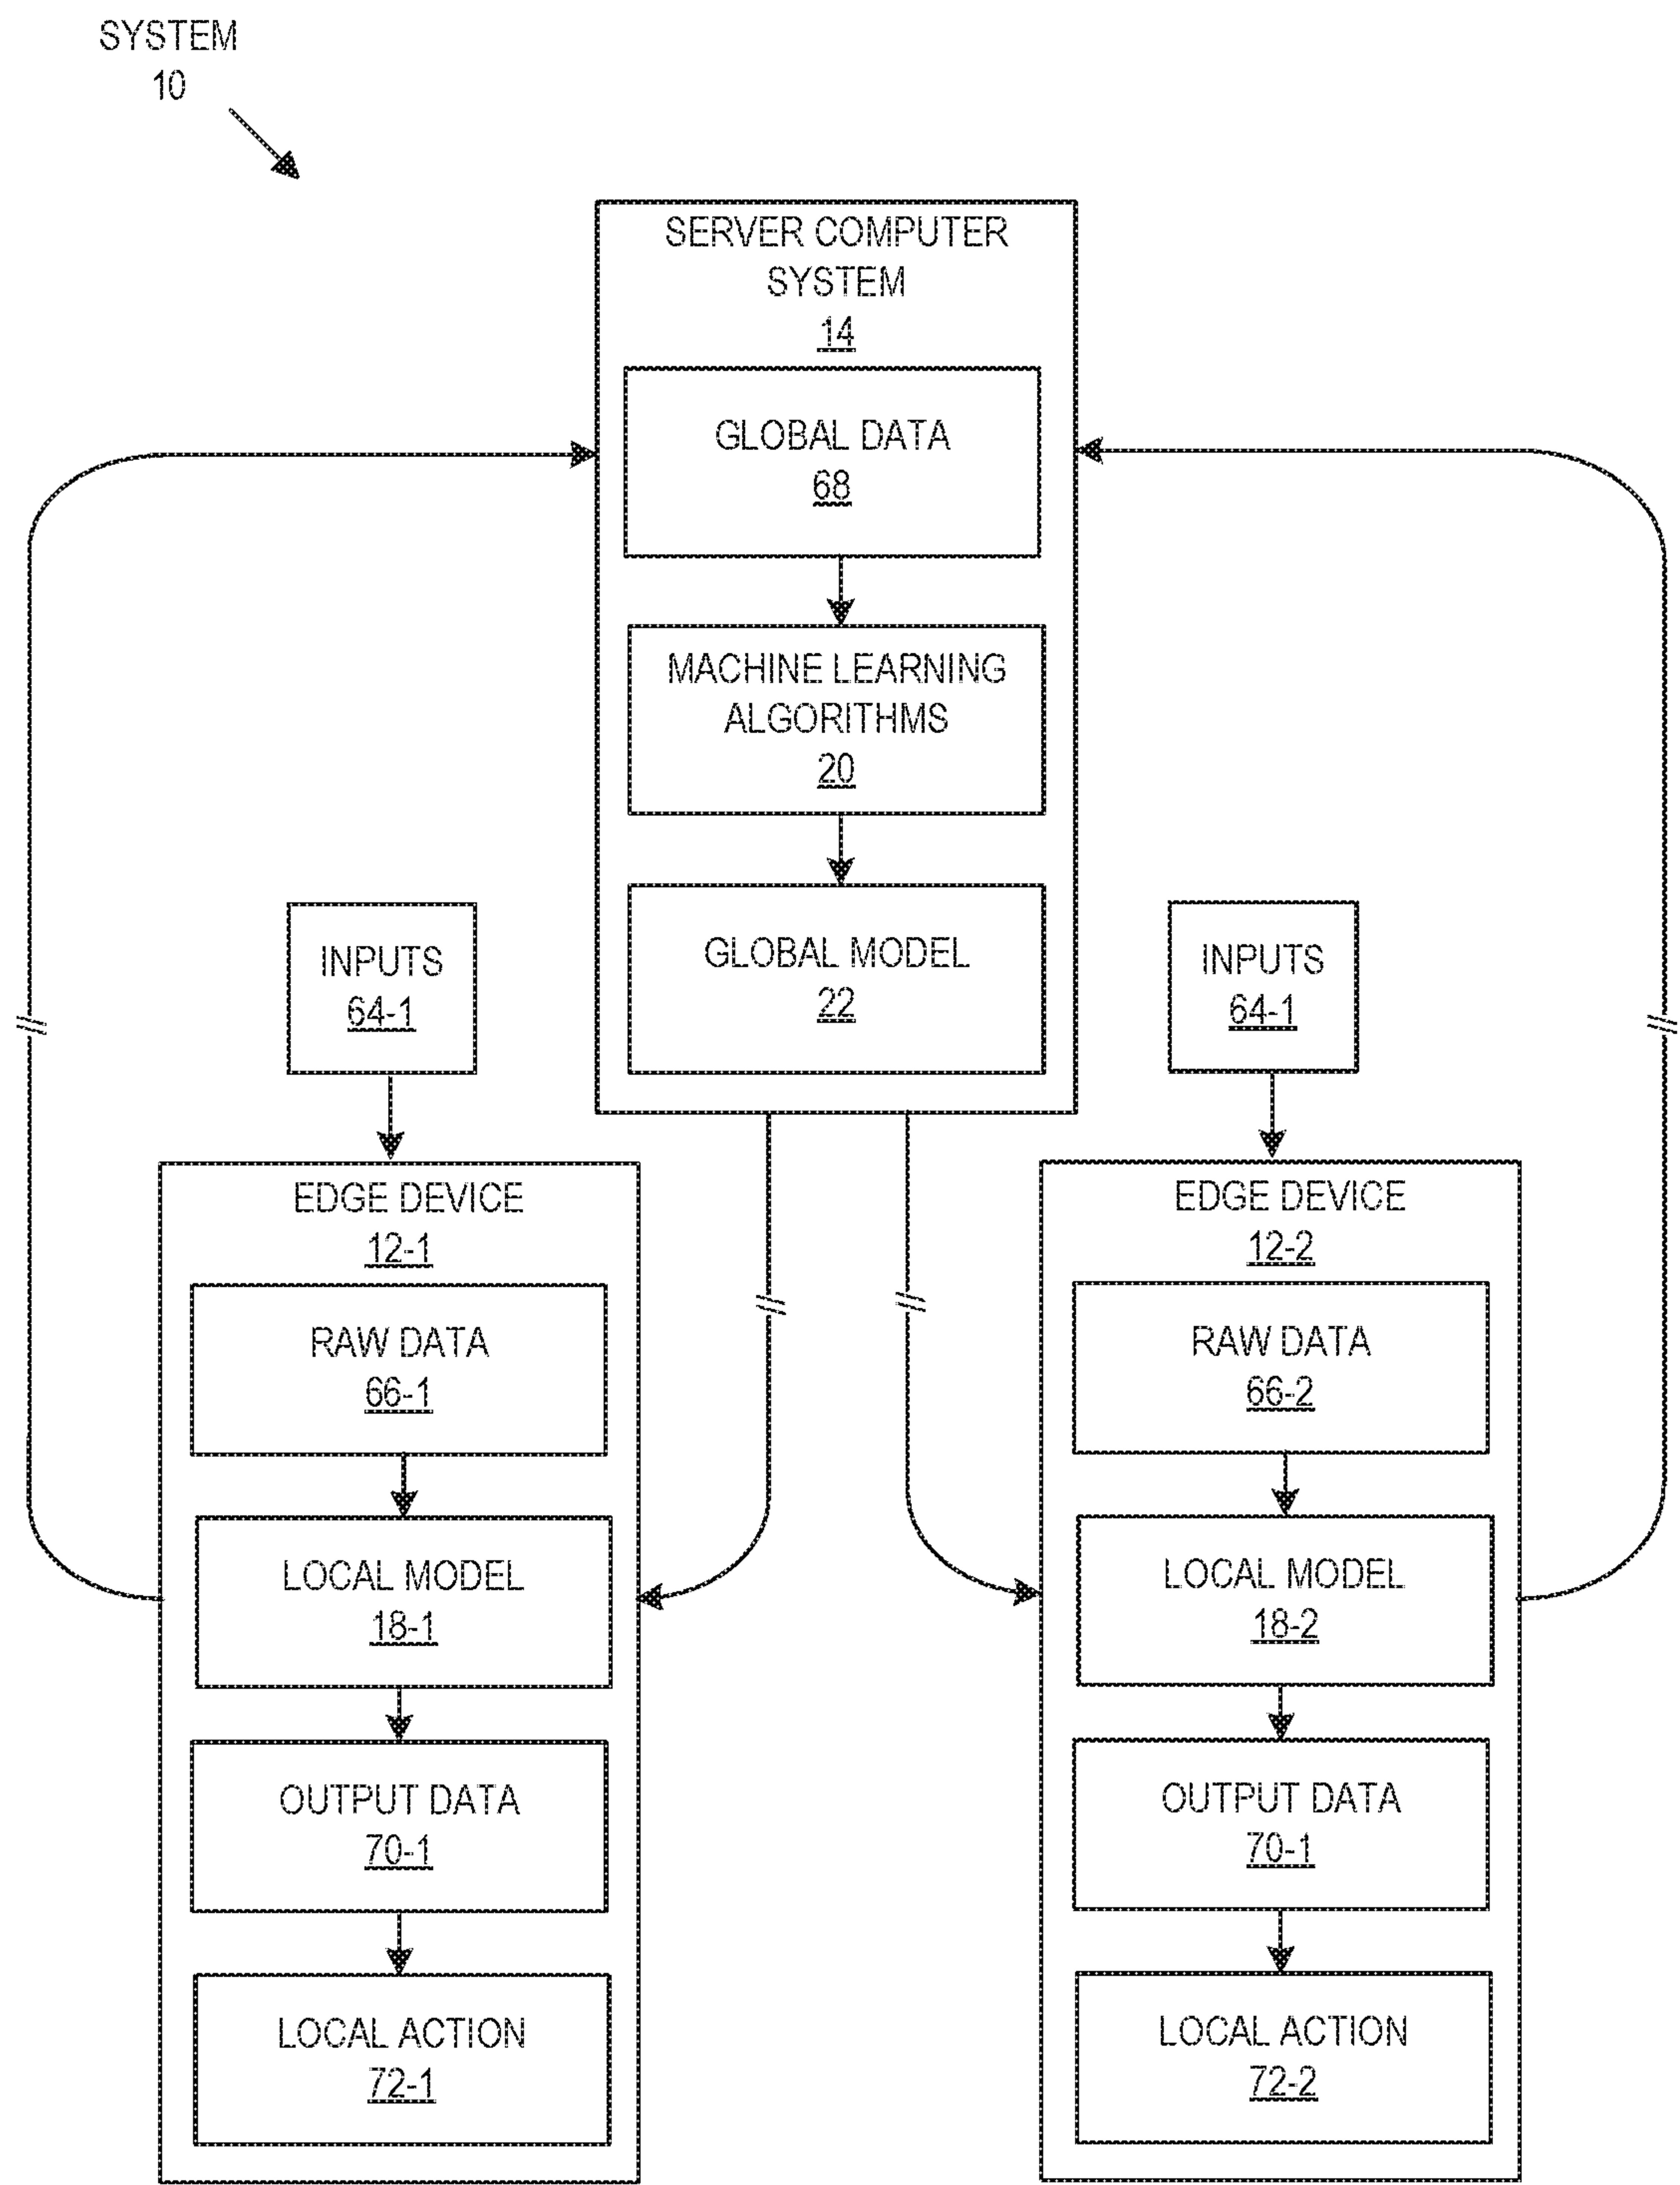 SYSTEM
10
SERVER COMPUTER
SYSTEM
14
GLOBAL DATA
68
MACHINE LEARNING
ALGORITHMS
20
GLOBAL MODEL
22
INPUTS
64-1
EDGE DEVICE
12-1
RAW DATA
66-1
LOCAL MODEL
18-1
OUTPUT DATA
70-1
LOCAL ACTION
72-1
INPUTS
64-1
EDGE DEVICE
12-2
RAW DATA
66-2
LOCAL MODEL
18-2
OUTPUT DATA
70-1
LOCAL ACTION
72-2